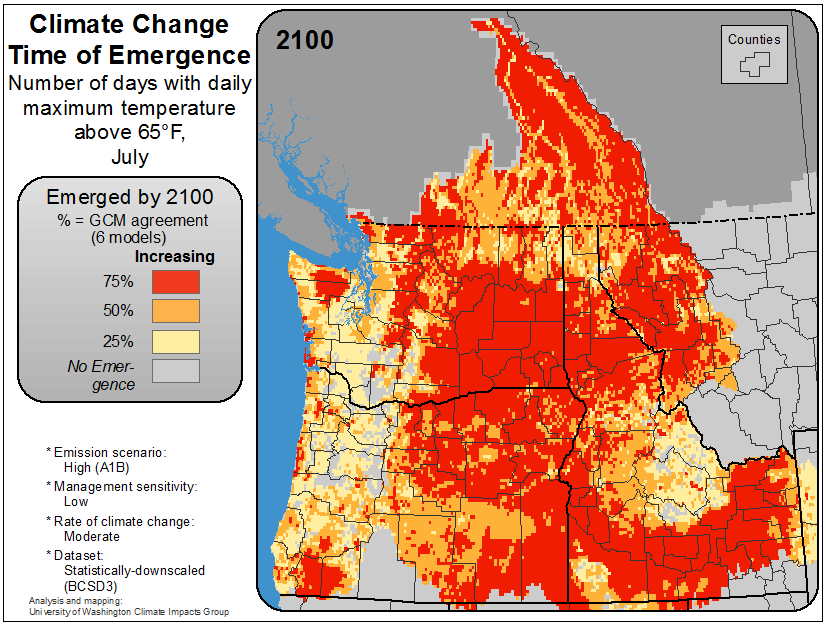 Climate Change
Time of Emergence
Number of days with daily
maximum temperature
above 65°F,
July
Emerged by 2100
% = GCM agreement
(6 models)
Increasing
75%
50%
25%
No Emer-
gence
* Emission scenario:
High (A1B)
* Management sensitivity:
Low
* Rate of climate change:
Moderate
* Dataset:
Statistically-downscaled
(BCSD3)
Analysis and mapping:
University of Washington Climate Impacts Group
2100
Counties